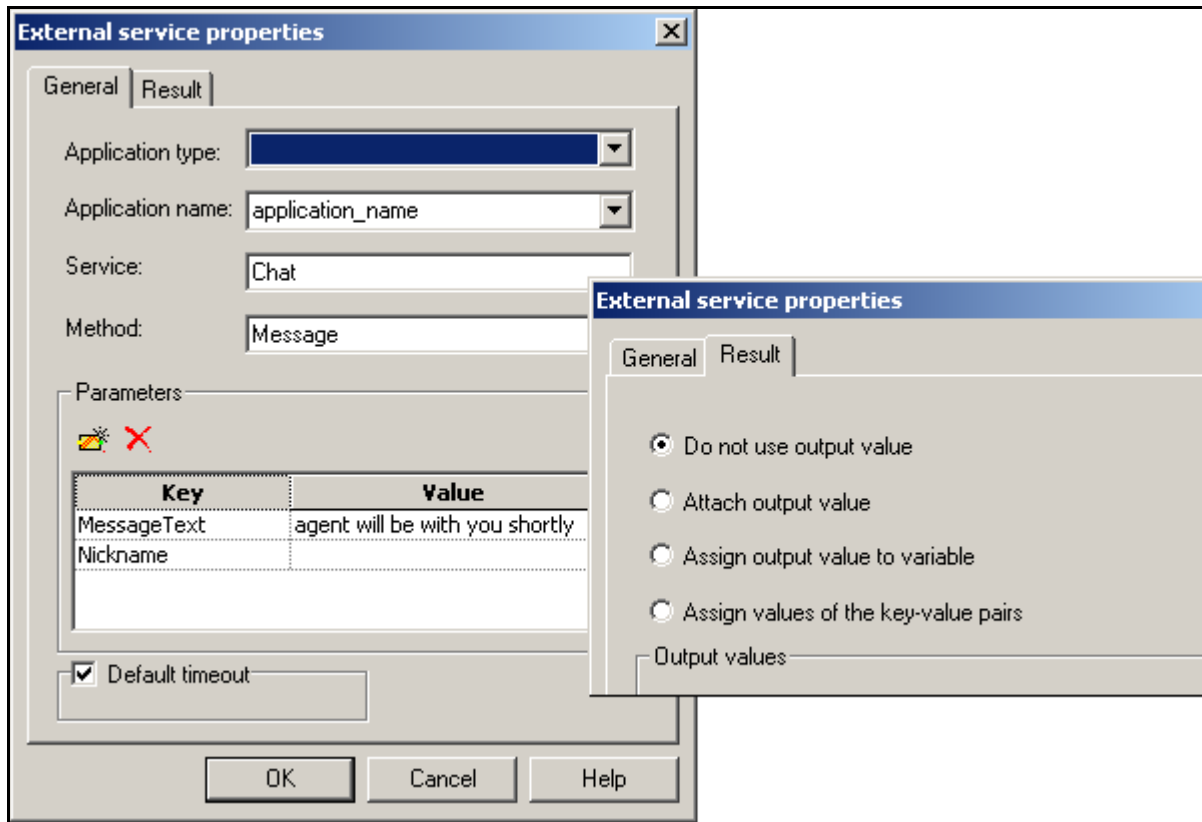 External service properties
General
Result
Application type:
Application name:
application_name
Service:
Chat
Method:
Message
Parameters
Key
Value
MessageText
agent will be with you shortly
Nickname
Default timeout
OK
Cancel
Help
External service properties
General
Result
Do not use output value
Attach output value
Assign output value to variable
Assign values of the key-value pairs
Output values